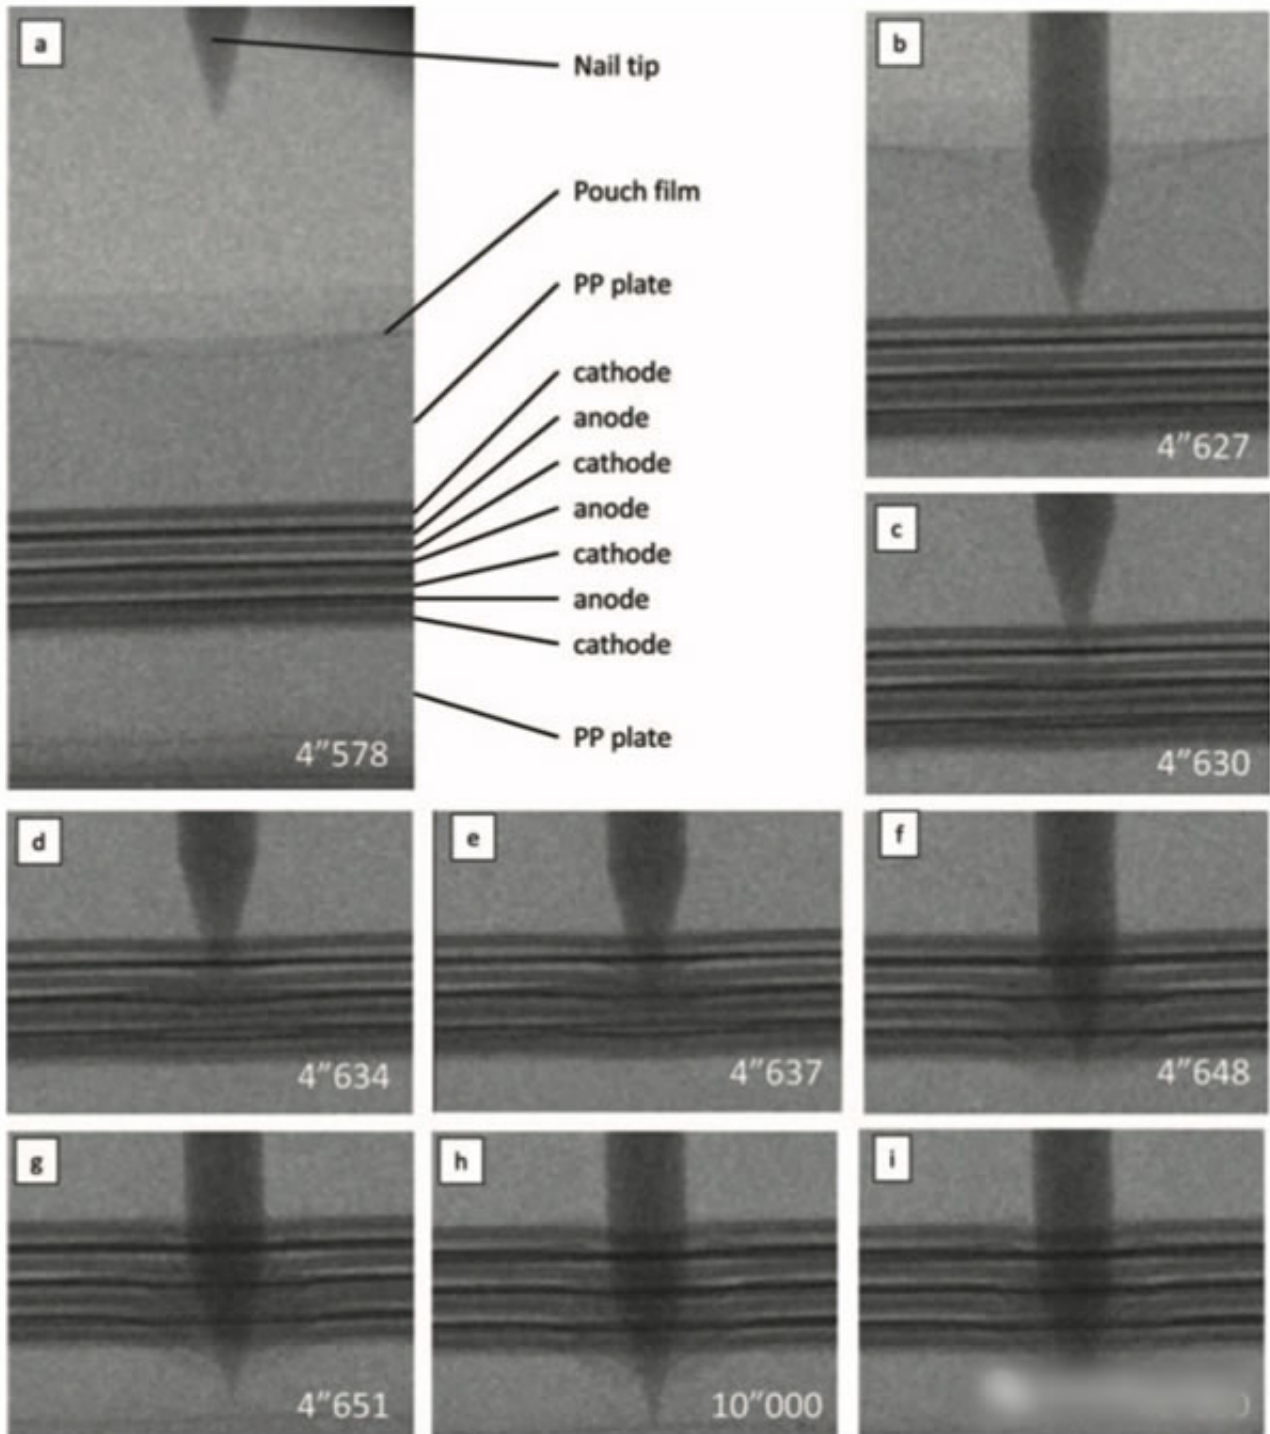 a
Nail tip
Pouch film
PP plate
cathode
anode
cathode
anode
cathode
anode
cathode
PP plate
4”578
b
4”627
c
4”630
d
4”634
e
4”637
f
4”648
g
4”651
h
10”000
i